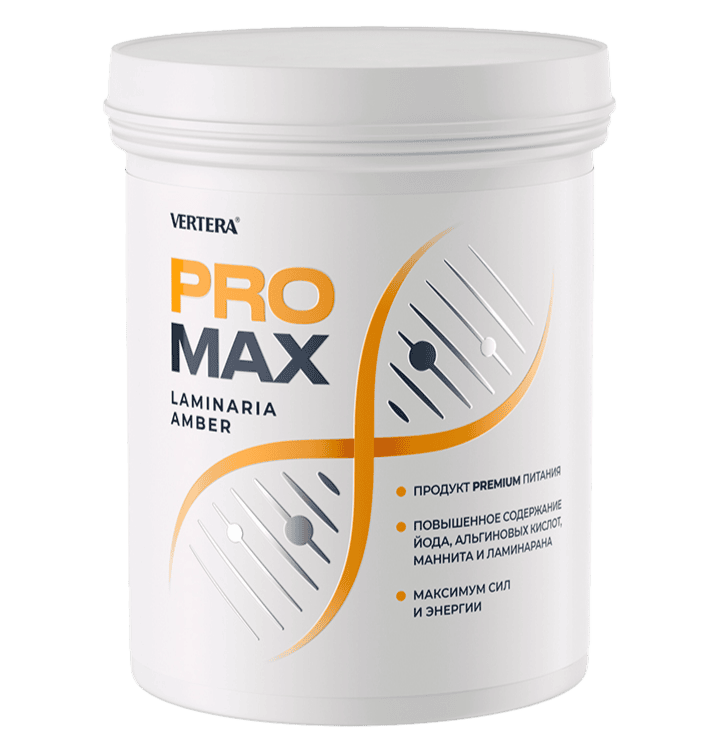 VERTERA®
PRO
MAX
LAMINARIA
AMBER
ПРОДУКТ PREMIUM ПИТАНИЯ
ПОВЫШЕННОЕ СОДЕРЖАНИЕ
ЙОДА, АЛЬГИНОВЫХ КИСЛОТ,
МАННИТА И ЛАМИНАРАНА
МАКСИМУМ СИЛ
И ЭНЕРГИИ